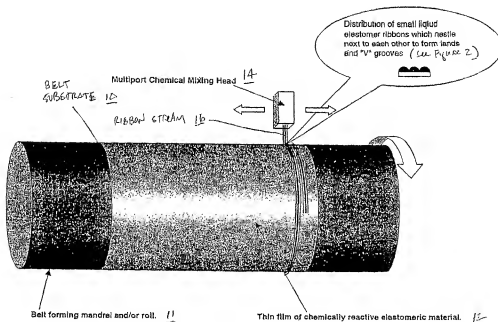 Distribution of small liqiud
elastomer ribbons which nestle
next to each other to form lands
and "V" grooves (see Figure 2)
Multiport Chemical Mixing Head 14
BELT
SUBSTRATE 10
RIBBON STREAM 16
Belt forming mandrel and/or roll. 11
Thin film of chemically reactive elastomeric material. 12